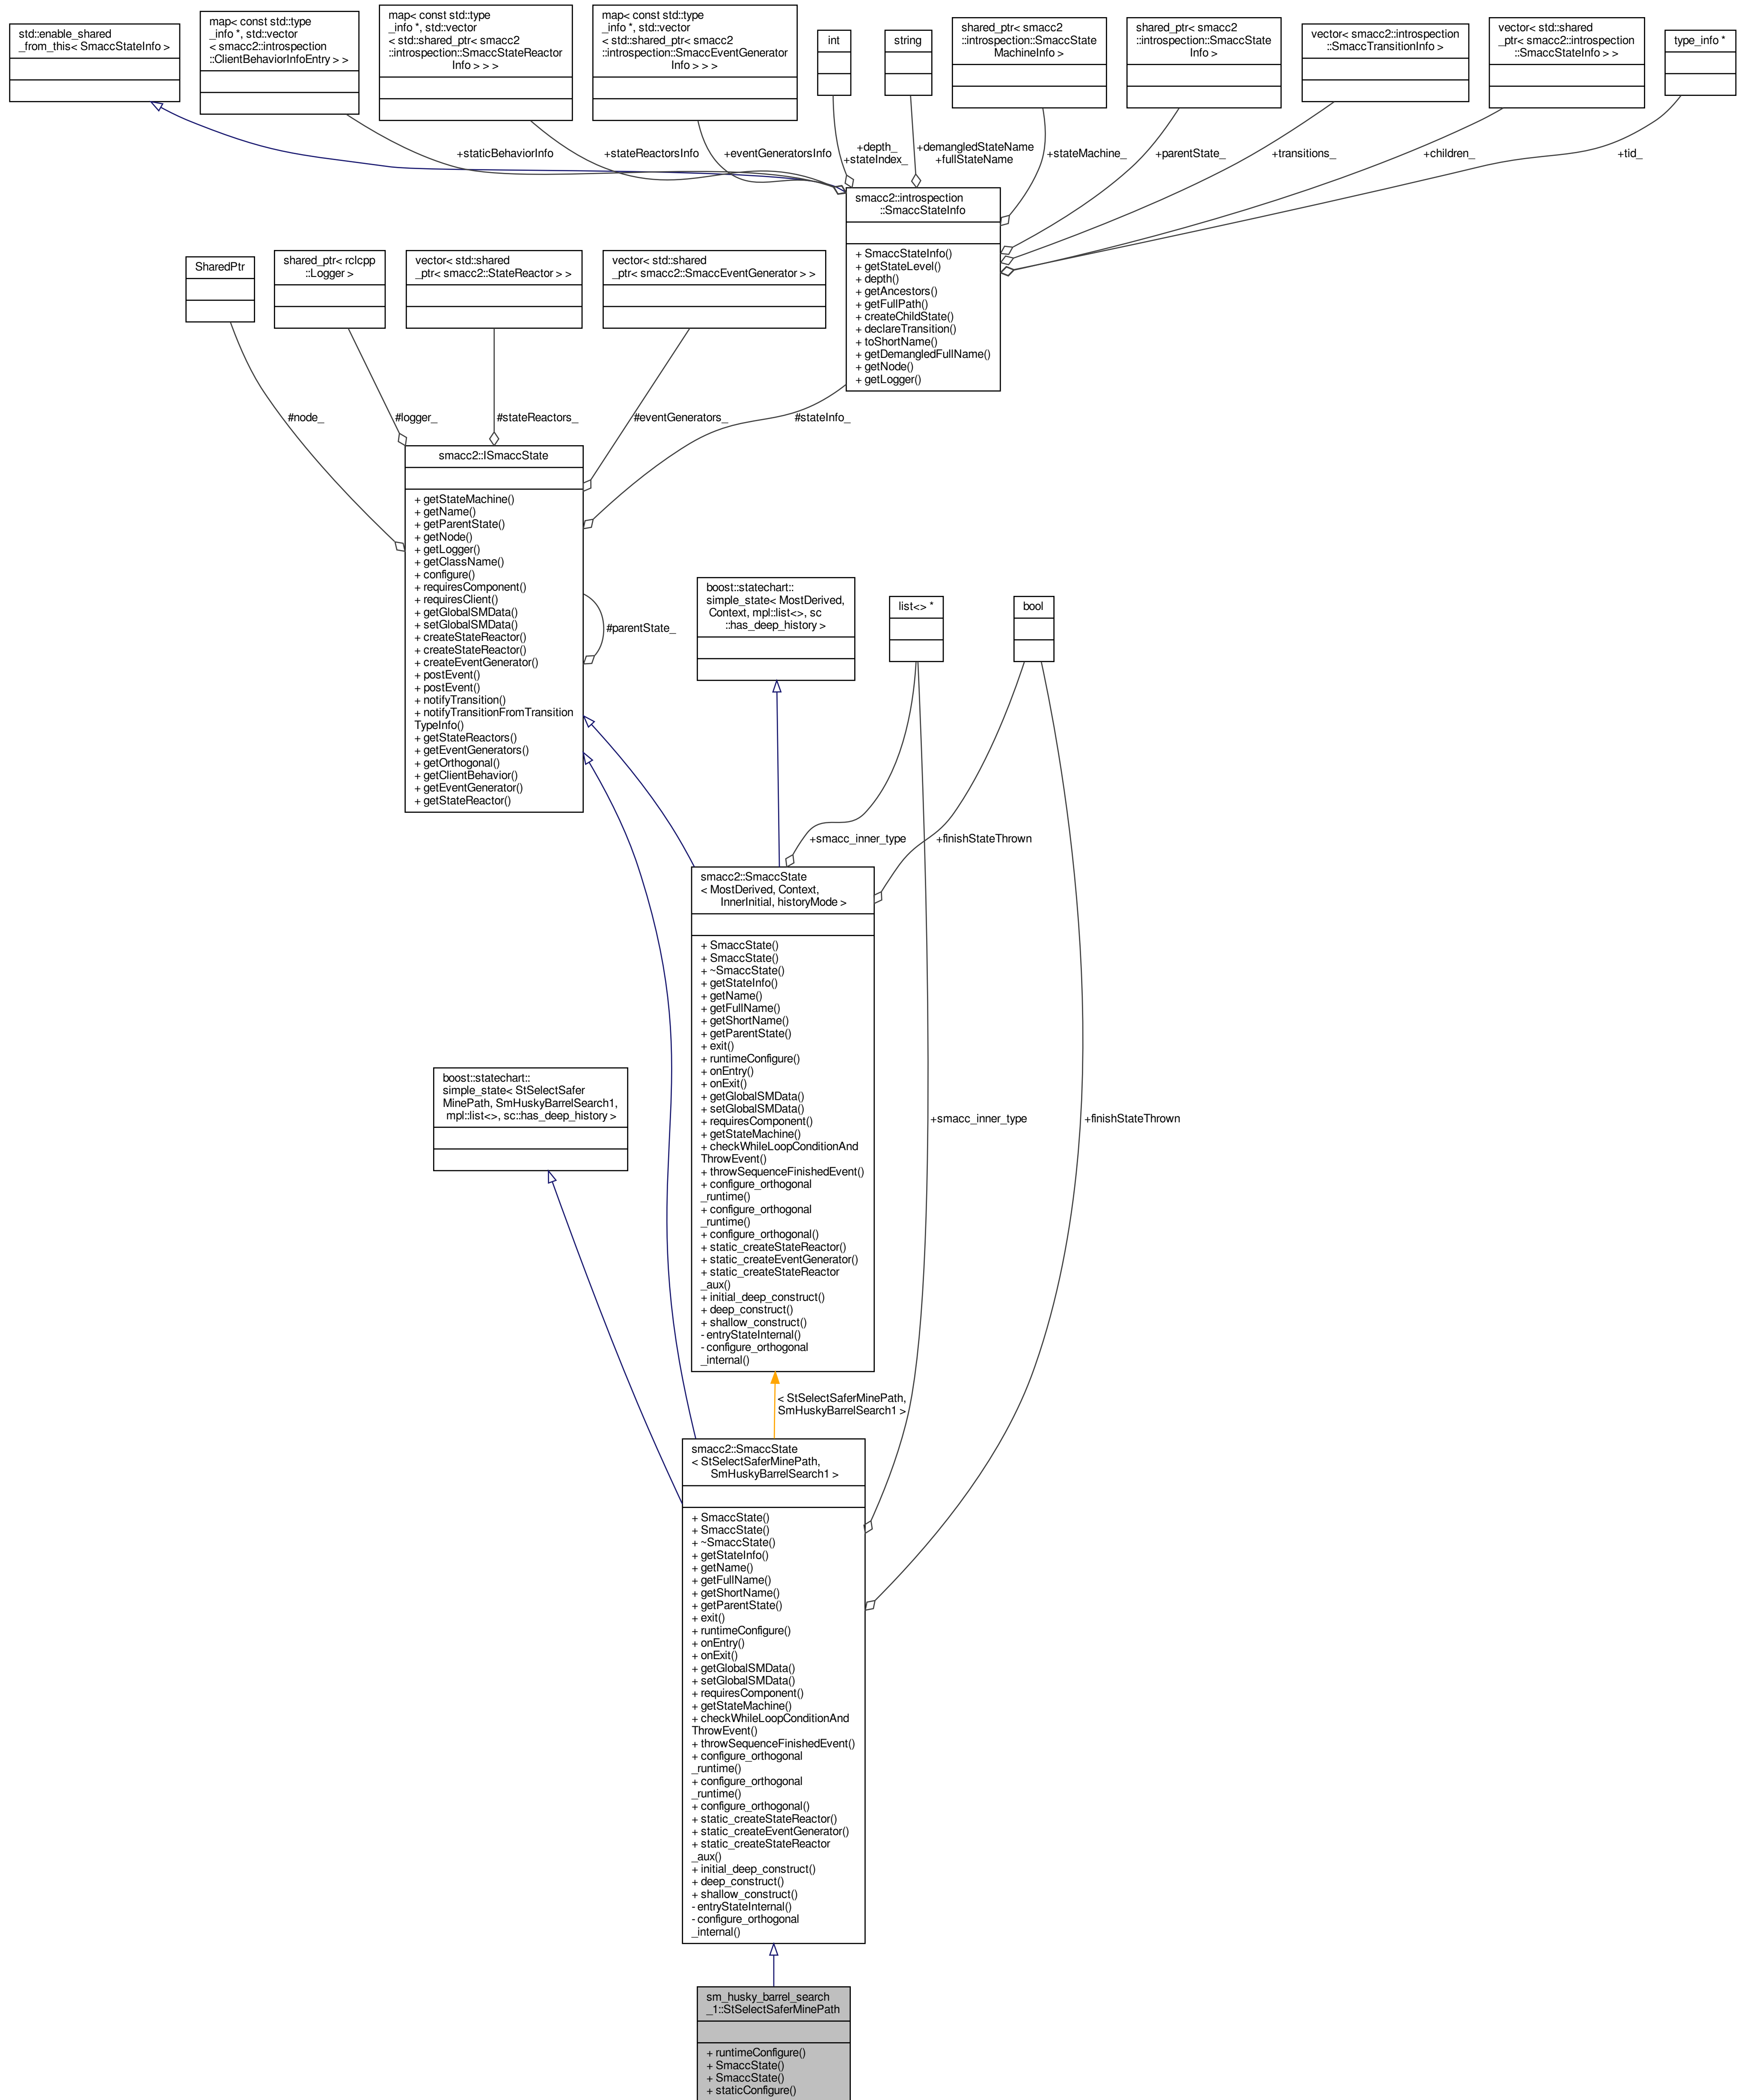 std::enable_shared
_from_this< SmaccStateInfo >
map< const std::type
_info *, std::vector
< smacc2::introspection
::ClientBehaviorInfoEntry > >
map< const std::type
_info *, std::vector
< std::shared_ptr< smacc2
::introspection::SmaccStateReactor
Info > > >
map< const std::type
_info *, std::vector
< std::shared_ptr< smacc2
::introspection::SmaccEventGenerator
Info > > >
int
string
shared_ptr< smacc2
::introspection::SmaccState
MachineInfo >
shared_ptr< smacc2
::introspection::SmaccState
Info >
vector< smacc2::introspection
::SmaccTransitionInfo >
vector< std::shared
_ptr< smacc2::introspection
::SmaccStateInfo > >
type_info *
+staticBehaviorInfo
+stateReactorsInfo
+eventGeneratorsInfo
+depth_
+stateIndex_
+demangledStateName
+fullStateName
+stateMachine_
+parentState_
+transitions_
+children_
+tid_
smacc2::introspection
::SmaccStateInfo
+ SmaccStateInfo()
+ getStateLevel()
+ depth()
+ getAncestors()
+ getFullPath()
+ createChildState()
+ declareTransition()
+ toShortName()
+ getDemangledFullName()
+ getNode()
+ getLogger()
SharedPtr
shared_ptr< rclcpp
::Logger >
vector< std::shared
_ptr< smacc2::StateReactor > >
vector< std::shared
_ptr< smacc2::SmaccEventGenerator > >
#node_
#logger_
#stateReactors_
#eventGenerators_
#stateInfo_
smacc2::ISmaccState
+ getStateMachine()
+ getName()
+ getParentState()
+ getNode()
+ getLogger()
+ getClassName()
+ configure()
+ requiresComponent()
+ requiresClient()
+ getGlobalSMData()
+ setGlobalSMData()
+ createStateReactor()
+ createStateReactor()
+ createEventGenerator()
+ postEvent()
+ postEvent()
+ notifyTransition()
+ notifyTransitionFromTransition
TypeInfo()
+ getStateReactors()
+ getEventGenerators()
+ getOrthogonal()
+ getClientBehavior()
+ getEventGenerator()
+ getStateReactor()
#parentState_
boost::statechart::
simple_state< MostDerived,
Context, mpl::list<>, sc
::has_deep_history >
list<> *
bool
+smacc_inner_type
+finishStateThrown
smacc2::SmaccState
< MostDerived, Context,
InnerInitial, historyMode >
+ SmaccState()
+ SmaccState()
+ ~SmaccState()
+ getStateInfo()
+ getName()
+ getFullName()
+ getShortName()
+ getParentState()
+ exit()
+ runtimeConfigure()
+ onEntry()
+ onExit()
+ getGlobalSMData()
+ setGlobalSMData()
+ requiresComponent()
+ getStateMachine()
+ checkWhileLoopConditionAnd
ThrowEvent()
+ throwSequenceFinishedEvent()
+ configure_orthogonal
_runtime()
+ configure_orthogonal
_runtime()
+ configure_orthogonal()
+ static_createStateReactor()
+ static_createEventGenerator()
+ static_createStateReactor
_aux()
+ initial_deep_construct()
+ deep_construct()
+ shallow_construct()
- entryStateInternal()
- configure_orthogonal
_internal()
boost::statechart::
simple_state< StSelectSafer
MinePath, SmHuskyBarrelSearch1,
mpl::list<>, sc::has_deep_history >
+smacc_inner_type
+finishStateThrown
< StSelectSaferMinePath,
SmHuskyBarrelSearch1 >
smacc2::SmaccState
< StSelectSaferMinePath,
SmHuskyBarrelSearch1 >
+ SmaccState()
+ SmaccState()
+ ~SmaccState()
+ getStateInfo()
+ getName()
+ getFullName()
+ getShortName()
+ getParentState()
+ exit()
+ runtimeConfigure()
+ onEntry()
+ onExit()
+ getGlobalSMData()
+ setGlobalSMData()
+ requiresComponent()
+ getStateMachine()
+ checkWhileLoopConditionAnd
ThrowEvent()
+ throwSequenceFinishedEvent()
+ configure_orthogonal
_runtime()
+ configure_orthogonal
_runtime()
+ configure_orthogonal()
+ static_createStateReactor()
+ static_createEventGenerator()
+ static_createStateReactor
_aux()
+ initial_deep_construct()
+ deep_construct()
+ shallow_construct()
- entryStateInternal()
- configure_orthogonal
_internal()
sm_husky_barrel_search
_1::StSelectSaferMinePath
+ runtimeConfigure()
+ SmaccState()
+ SmaccState()
+ staticConfigure()